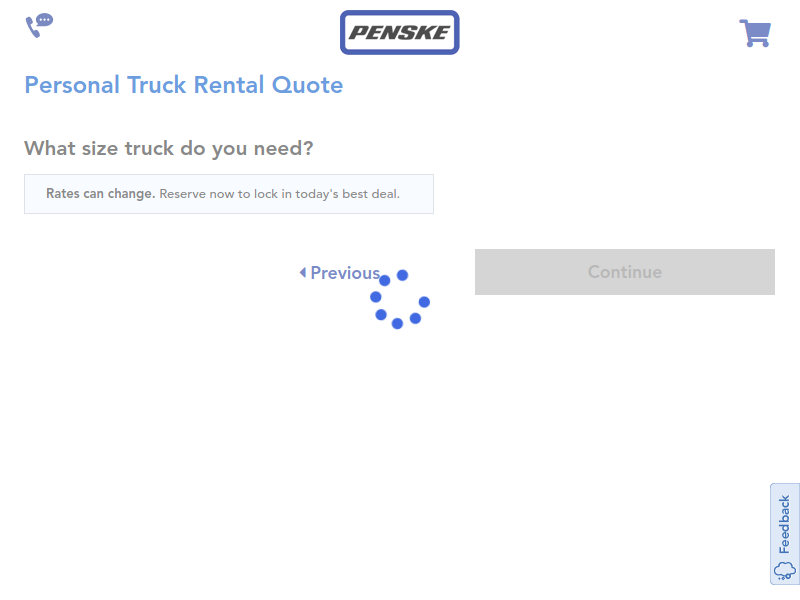 PENSKE
Personal Truck Rental Quote
What size truck do you need?
Rates can change. Reserve now to lock in today's best deal.
Previous
Continue
Feedback